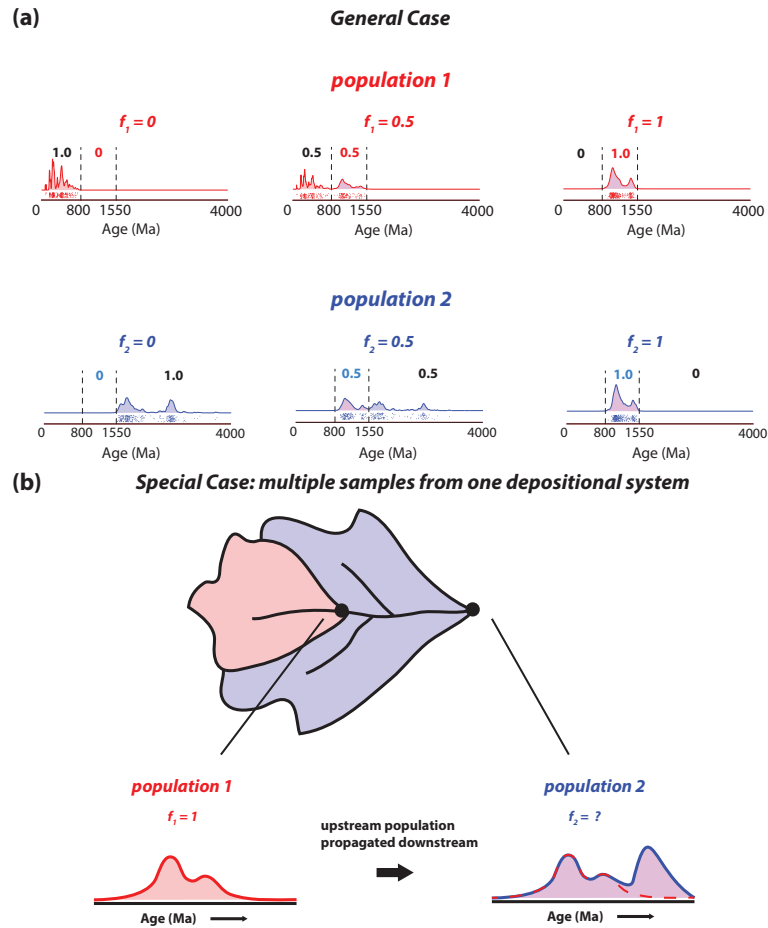 (a)
General Case
population 1
f1 = 0
f1 = 0.5
f1 = 1
1.0 0
0.5 0.5
0 1.0
0 800 1550 4000
0 800 1550 4000
0 800 1550 4000
Age (Ma)
Age (Ma)
Age (Ma)
population 2
f2 = 0
f2 = 0.5
f2 = 1
0 1.0
0.5 0.5
1.0 0
0 800 1550 4000
0 800 1550 4000
0 800 1550 4000
Age (Ma)
Age (Ma)
Age (Ma)
(b)
Special Case: multiple samples from one depositional system
population 1
f1 = 1
population 2
f2 = ?
upstream population
propagated downstream
Age (Ma)
Age (Ma)